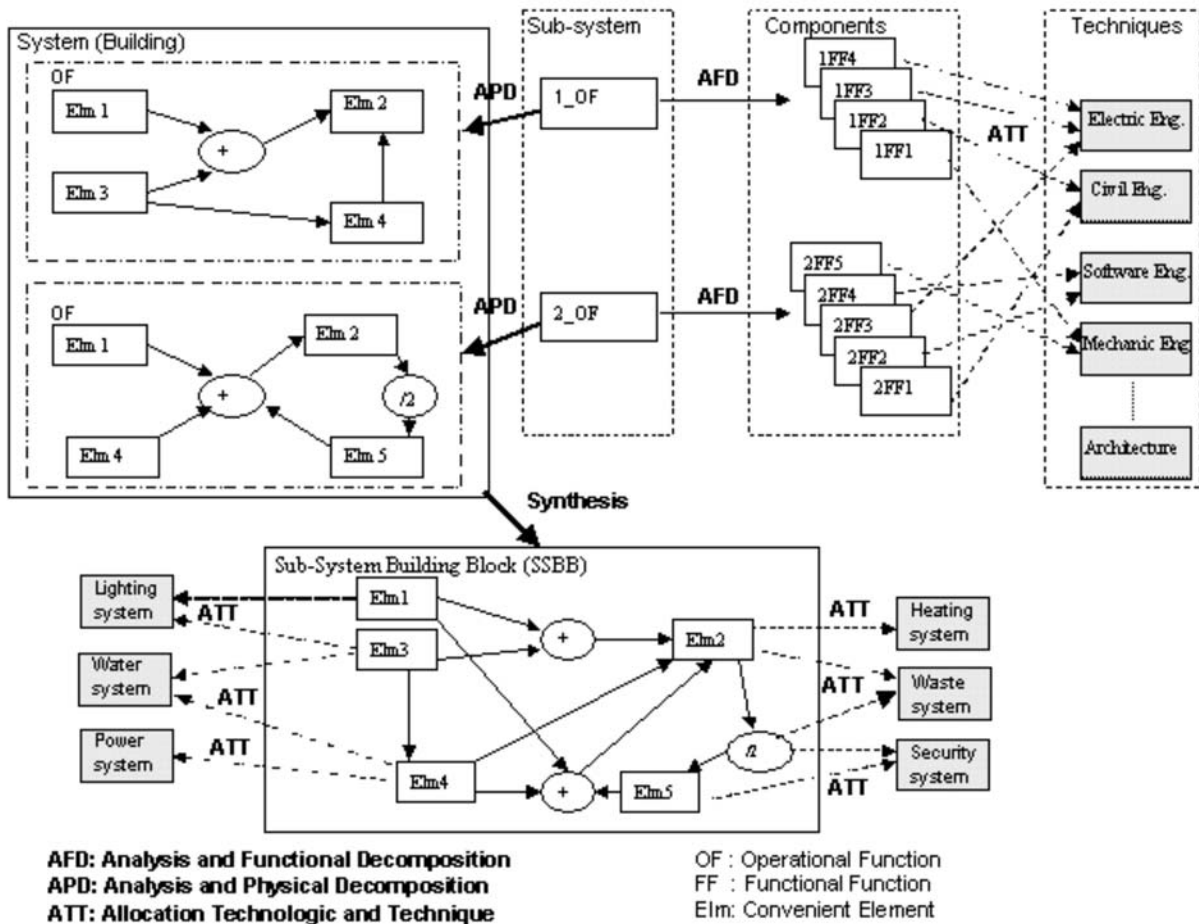 System (Building)
Sub-system
Components
Techniques
OF
Elm 1
Elm 2
+
Elm 3
Elm 4
APD
1_OF
AFD
1FF4
1FF3
1FF2
1FF1
ATT
Electric Eng.
Civil Eng.
OF
Elm 1
Elm 2
+
/2
Elm 4
Elm 5
APD
2_OF
AFD
2FF5
2FF4
2FF3
2FF2
2FF1
Software Eng.
Mechanic Eng
Architecture
Synthesis
Sub-System Building Block (SSBB)
Lighting
system
ATT
Water
system
ATT
Power
system
ATT
Elm1
Elm3
+
Elm2
Elm4
+
Elm5
/2
ATT
Heating
system
ATT
Waste
system
Security
system
ATT
AFD: Analysis and Functional Decomposition
APD: Analysis and Physical Decomposition
ATT: Allocation Technologic and Technique
OF : Operational Function
FF : Functional Function
Elm: Convenient Element